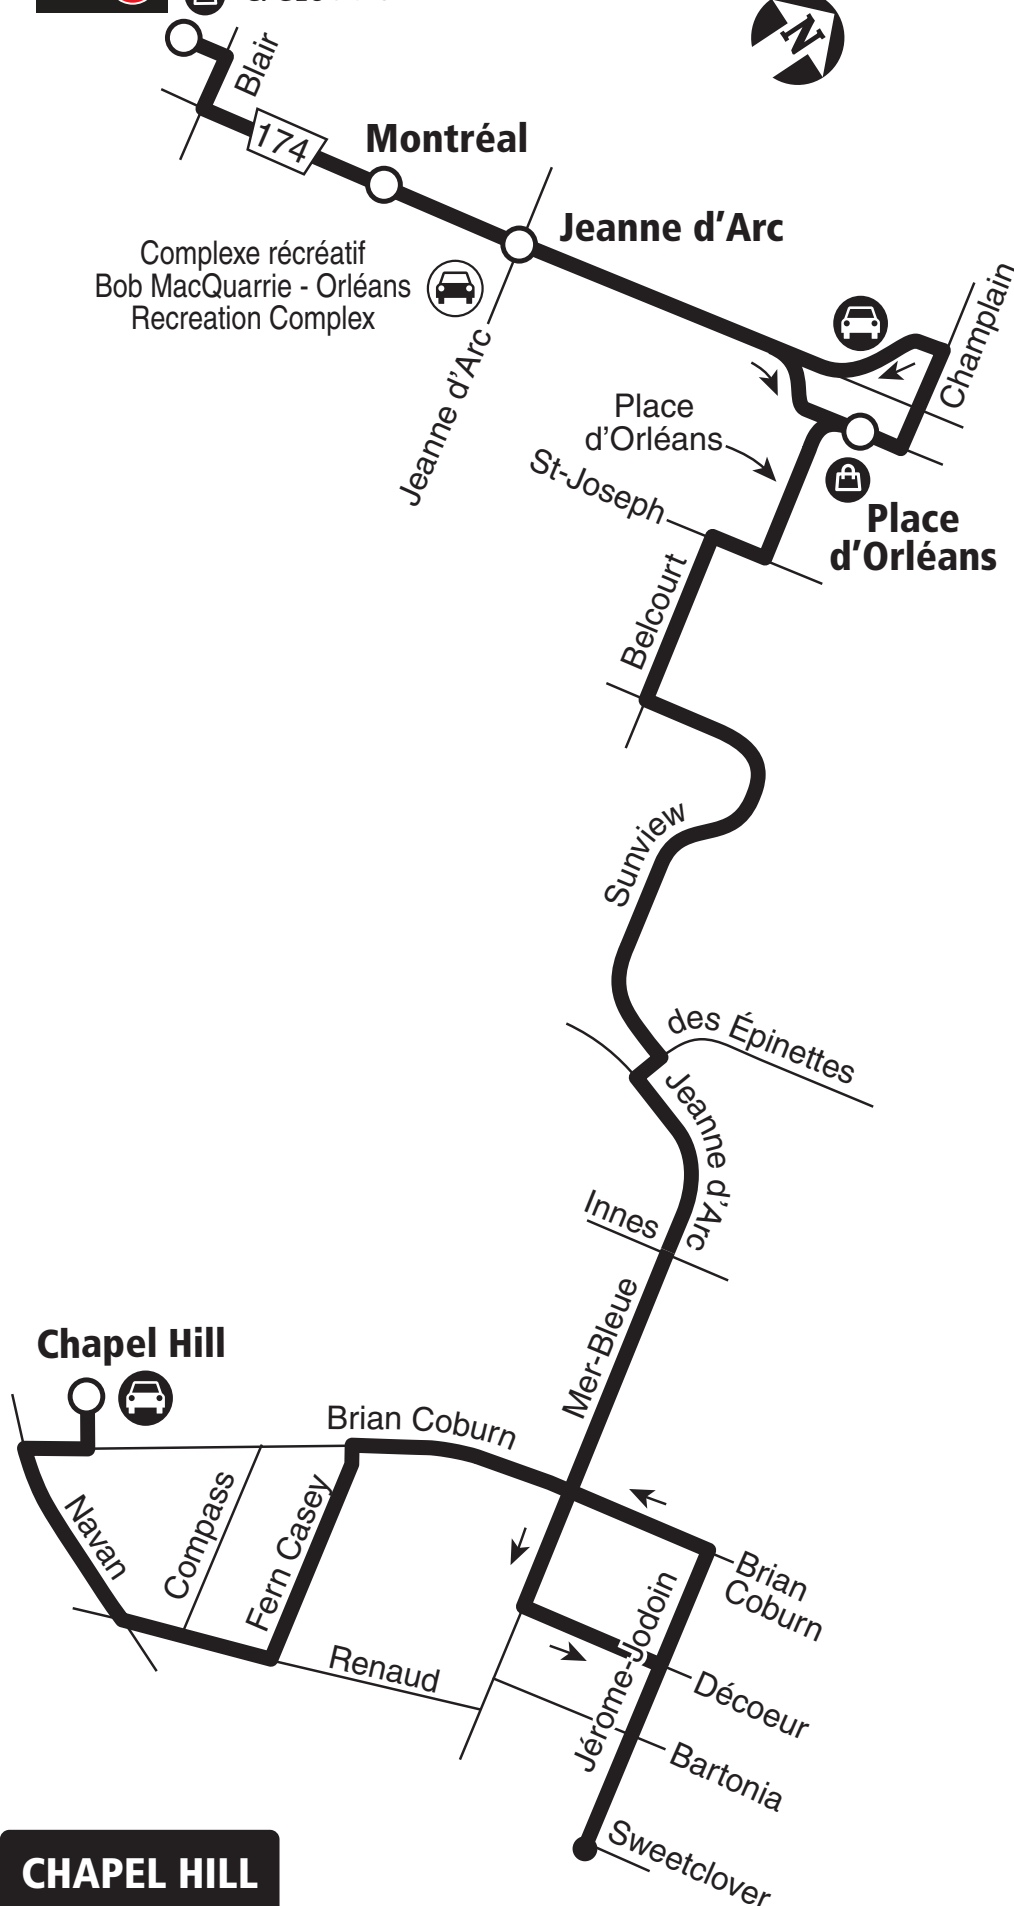 N
Blair
174
Montréal
Jeanne d'Arc
Complexe récréatif
Bob MacQuarrie - Orléans
Recreation Complex
Jeanne d'Arc
Champlain
Place
d'Orléans
St-Joseph
Place
d'Orléans
Belcourt
Sunview
des Épinettes
Jeanne d'Arc
Innes
Mer-Bleue
Chapel Hill
Brian Coburn
Navan
Compass
Fern Casey
Renaud
Brian
Coburn
Jérome-Jodoin
Décoeur
Bartonia
Sweetclover
CHAPEL HILL